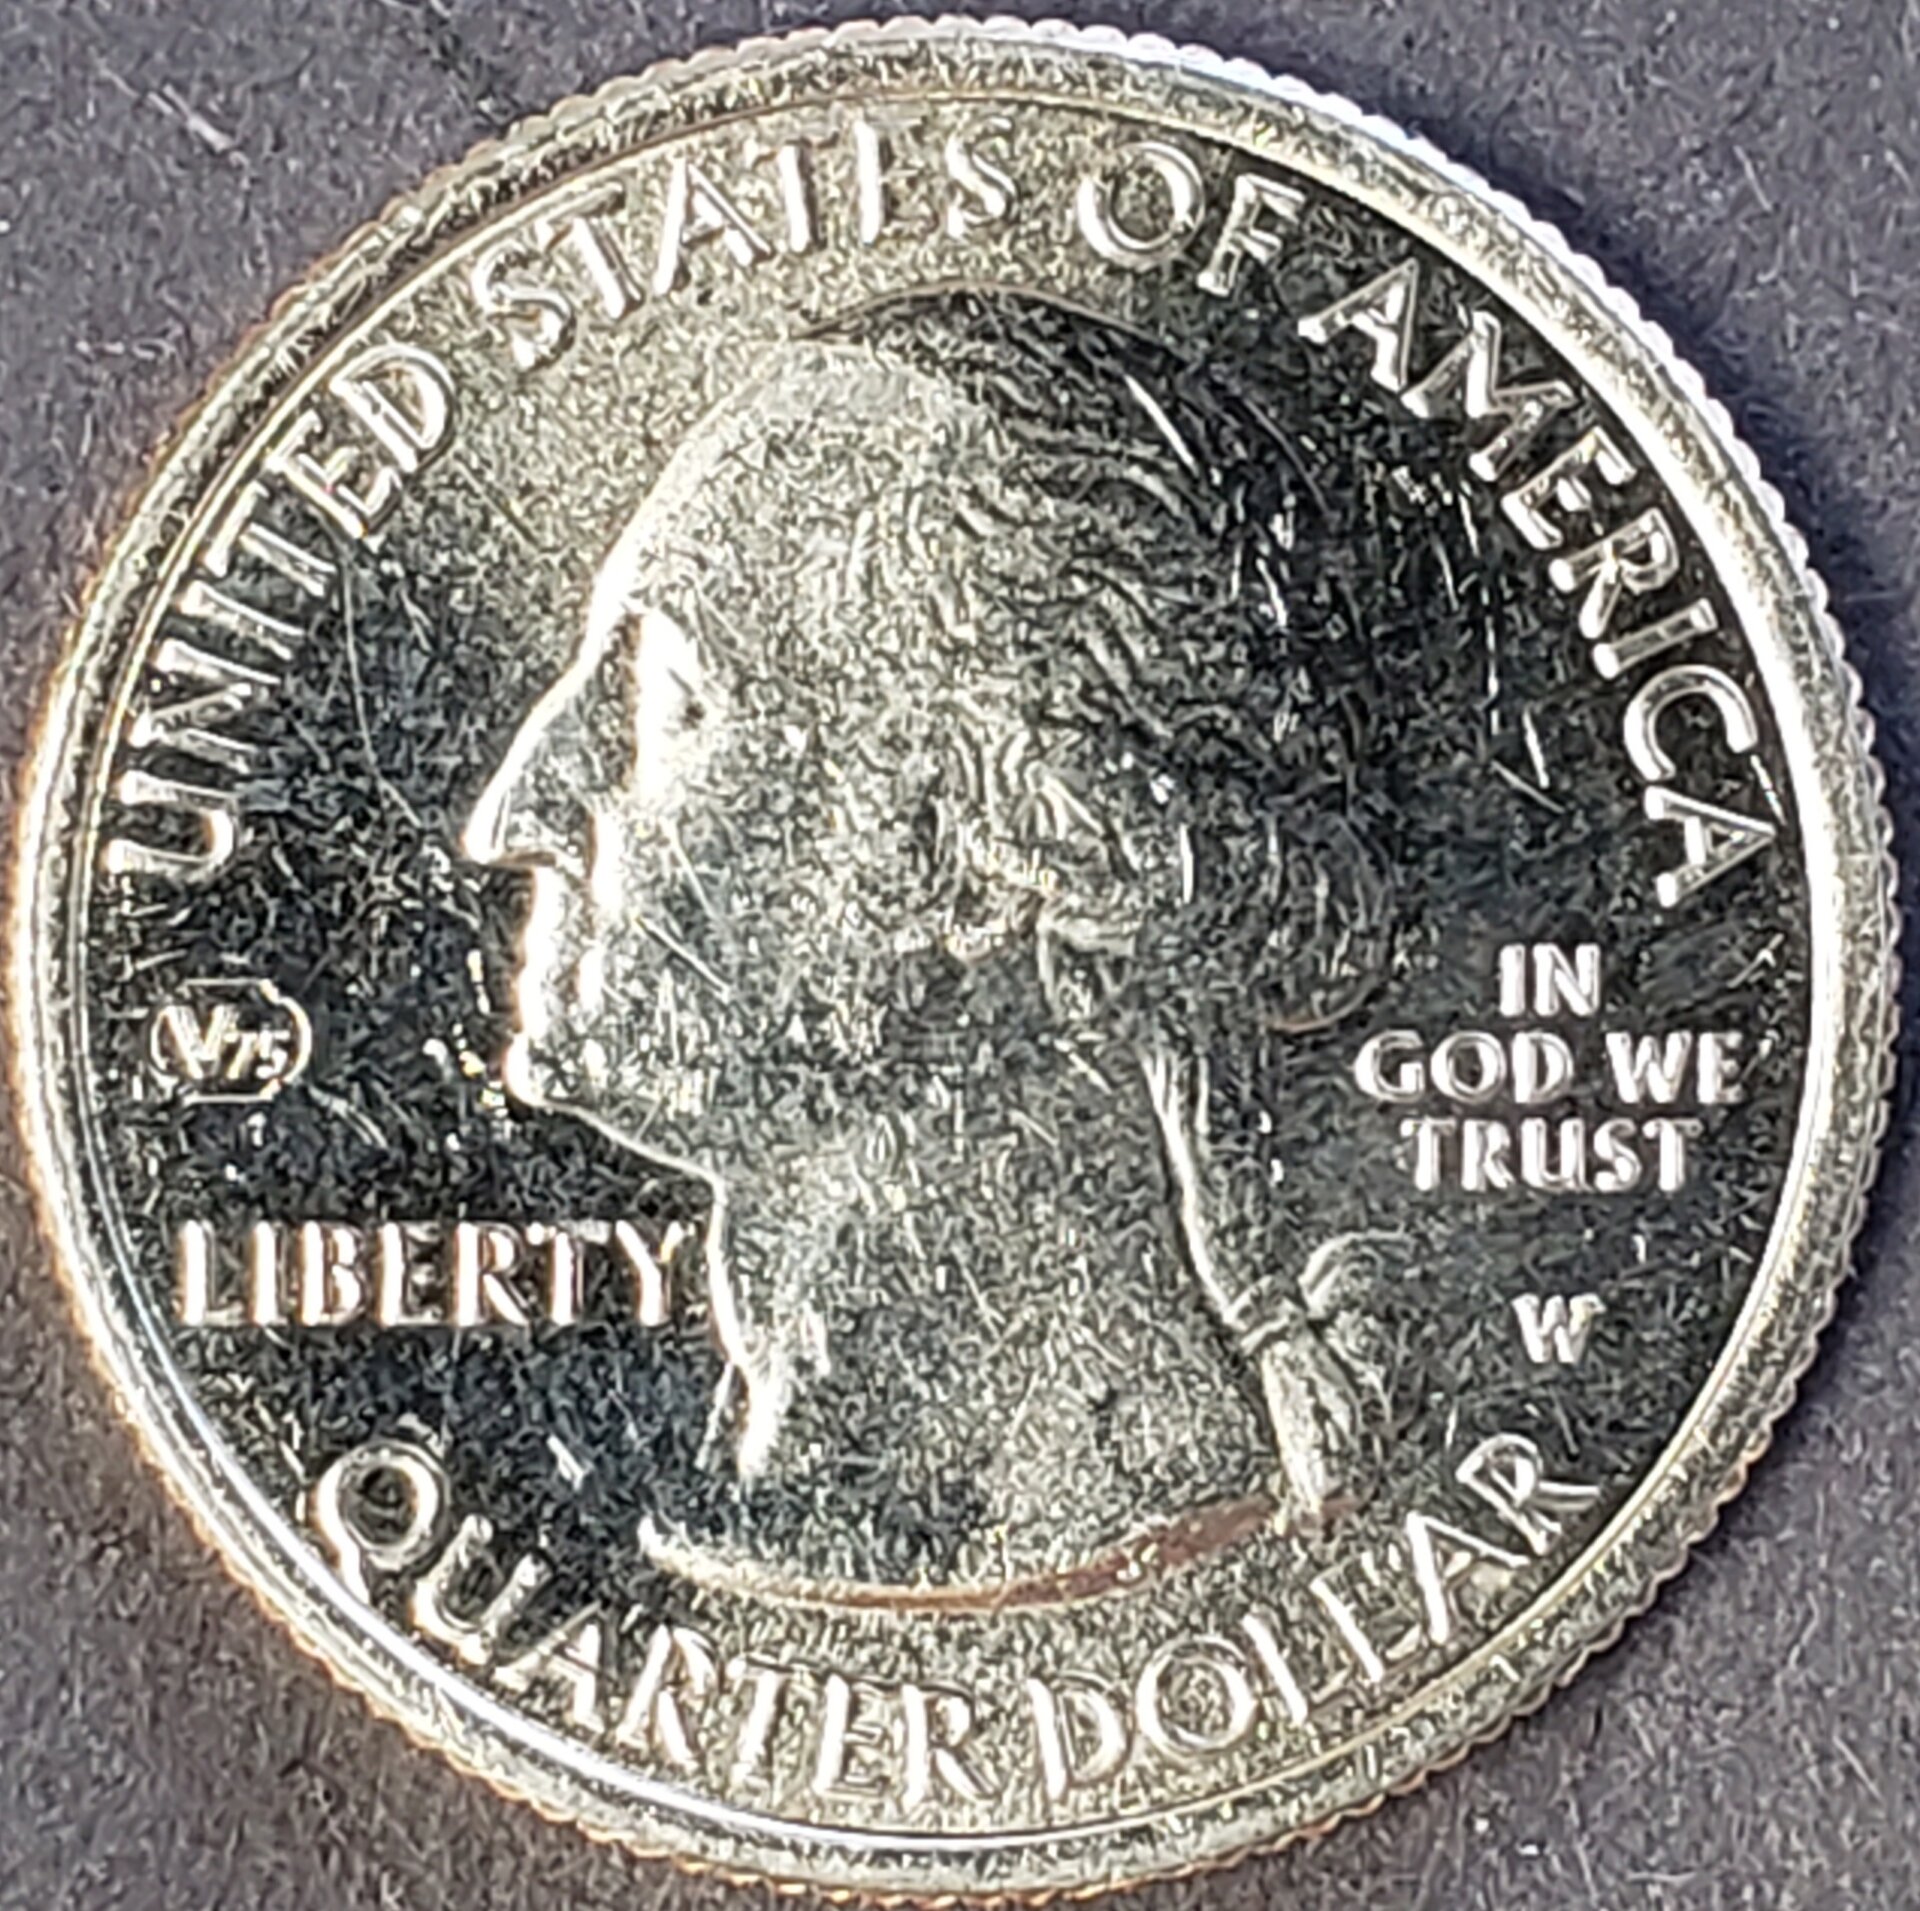 UNITED STATES OF AMERICA
V75
LIBERTY
IN
GOD WE
TRUST
W
QUARTER DOLLAR